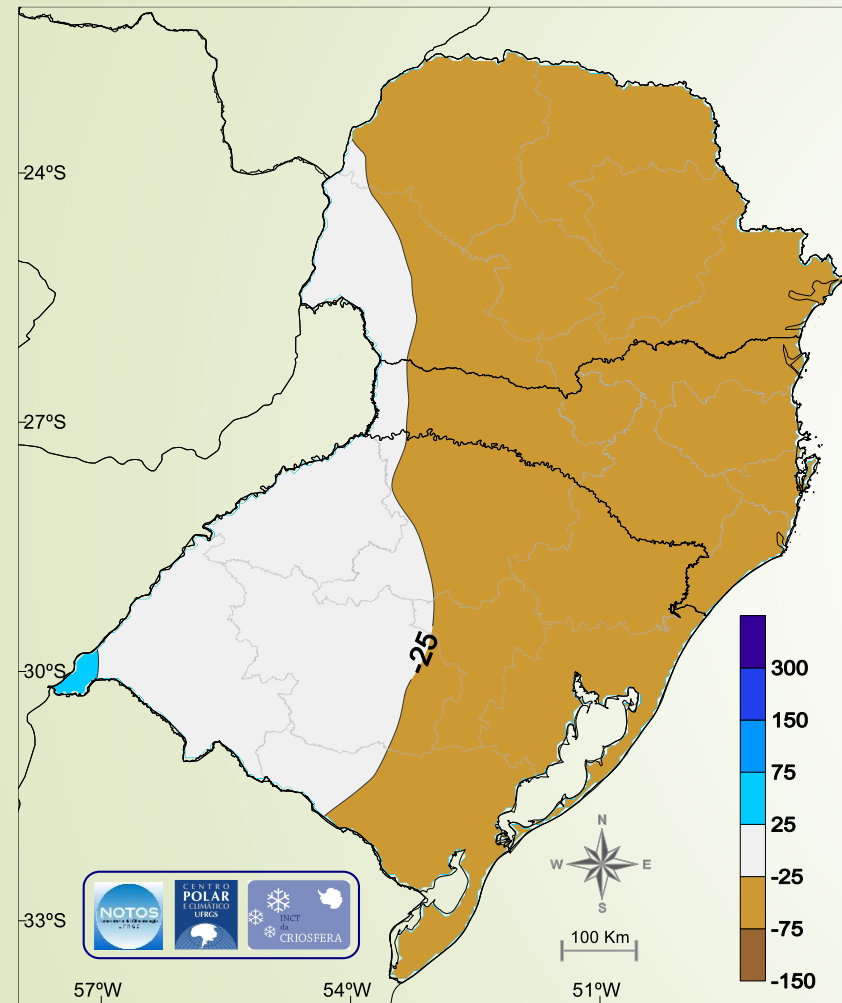 24ºS
27ºS
-25
30ºS
300
150
75
25
-25
-75
-150
N
W E
S
33ºS
NOTOS
UFRGS
CENTRO
POLAR
E CLIMÁTICO
UFRGS
INCT
da
CRIOSFERA
100 Km
57ºW 54ºW 51ºW